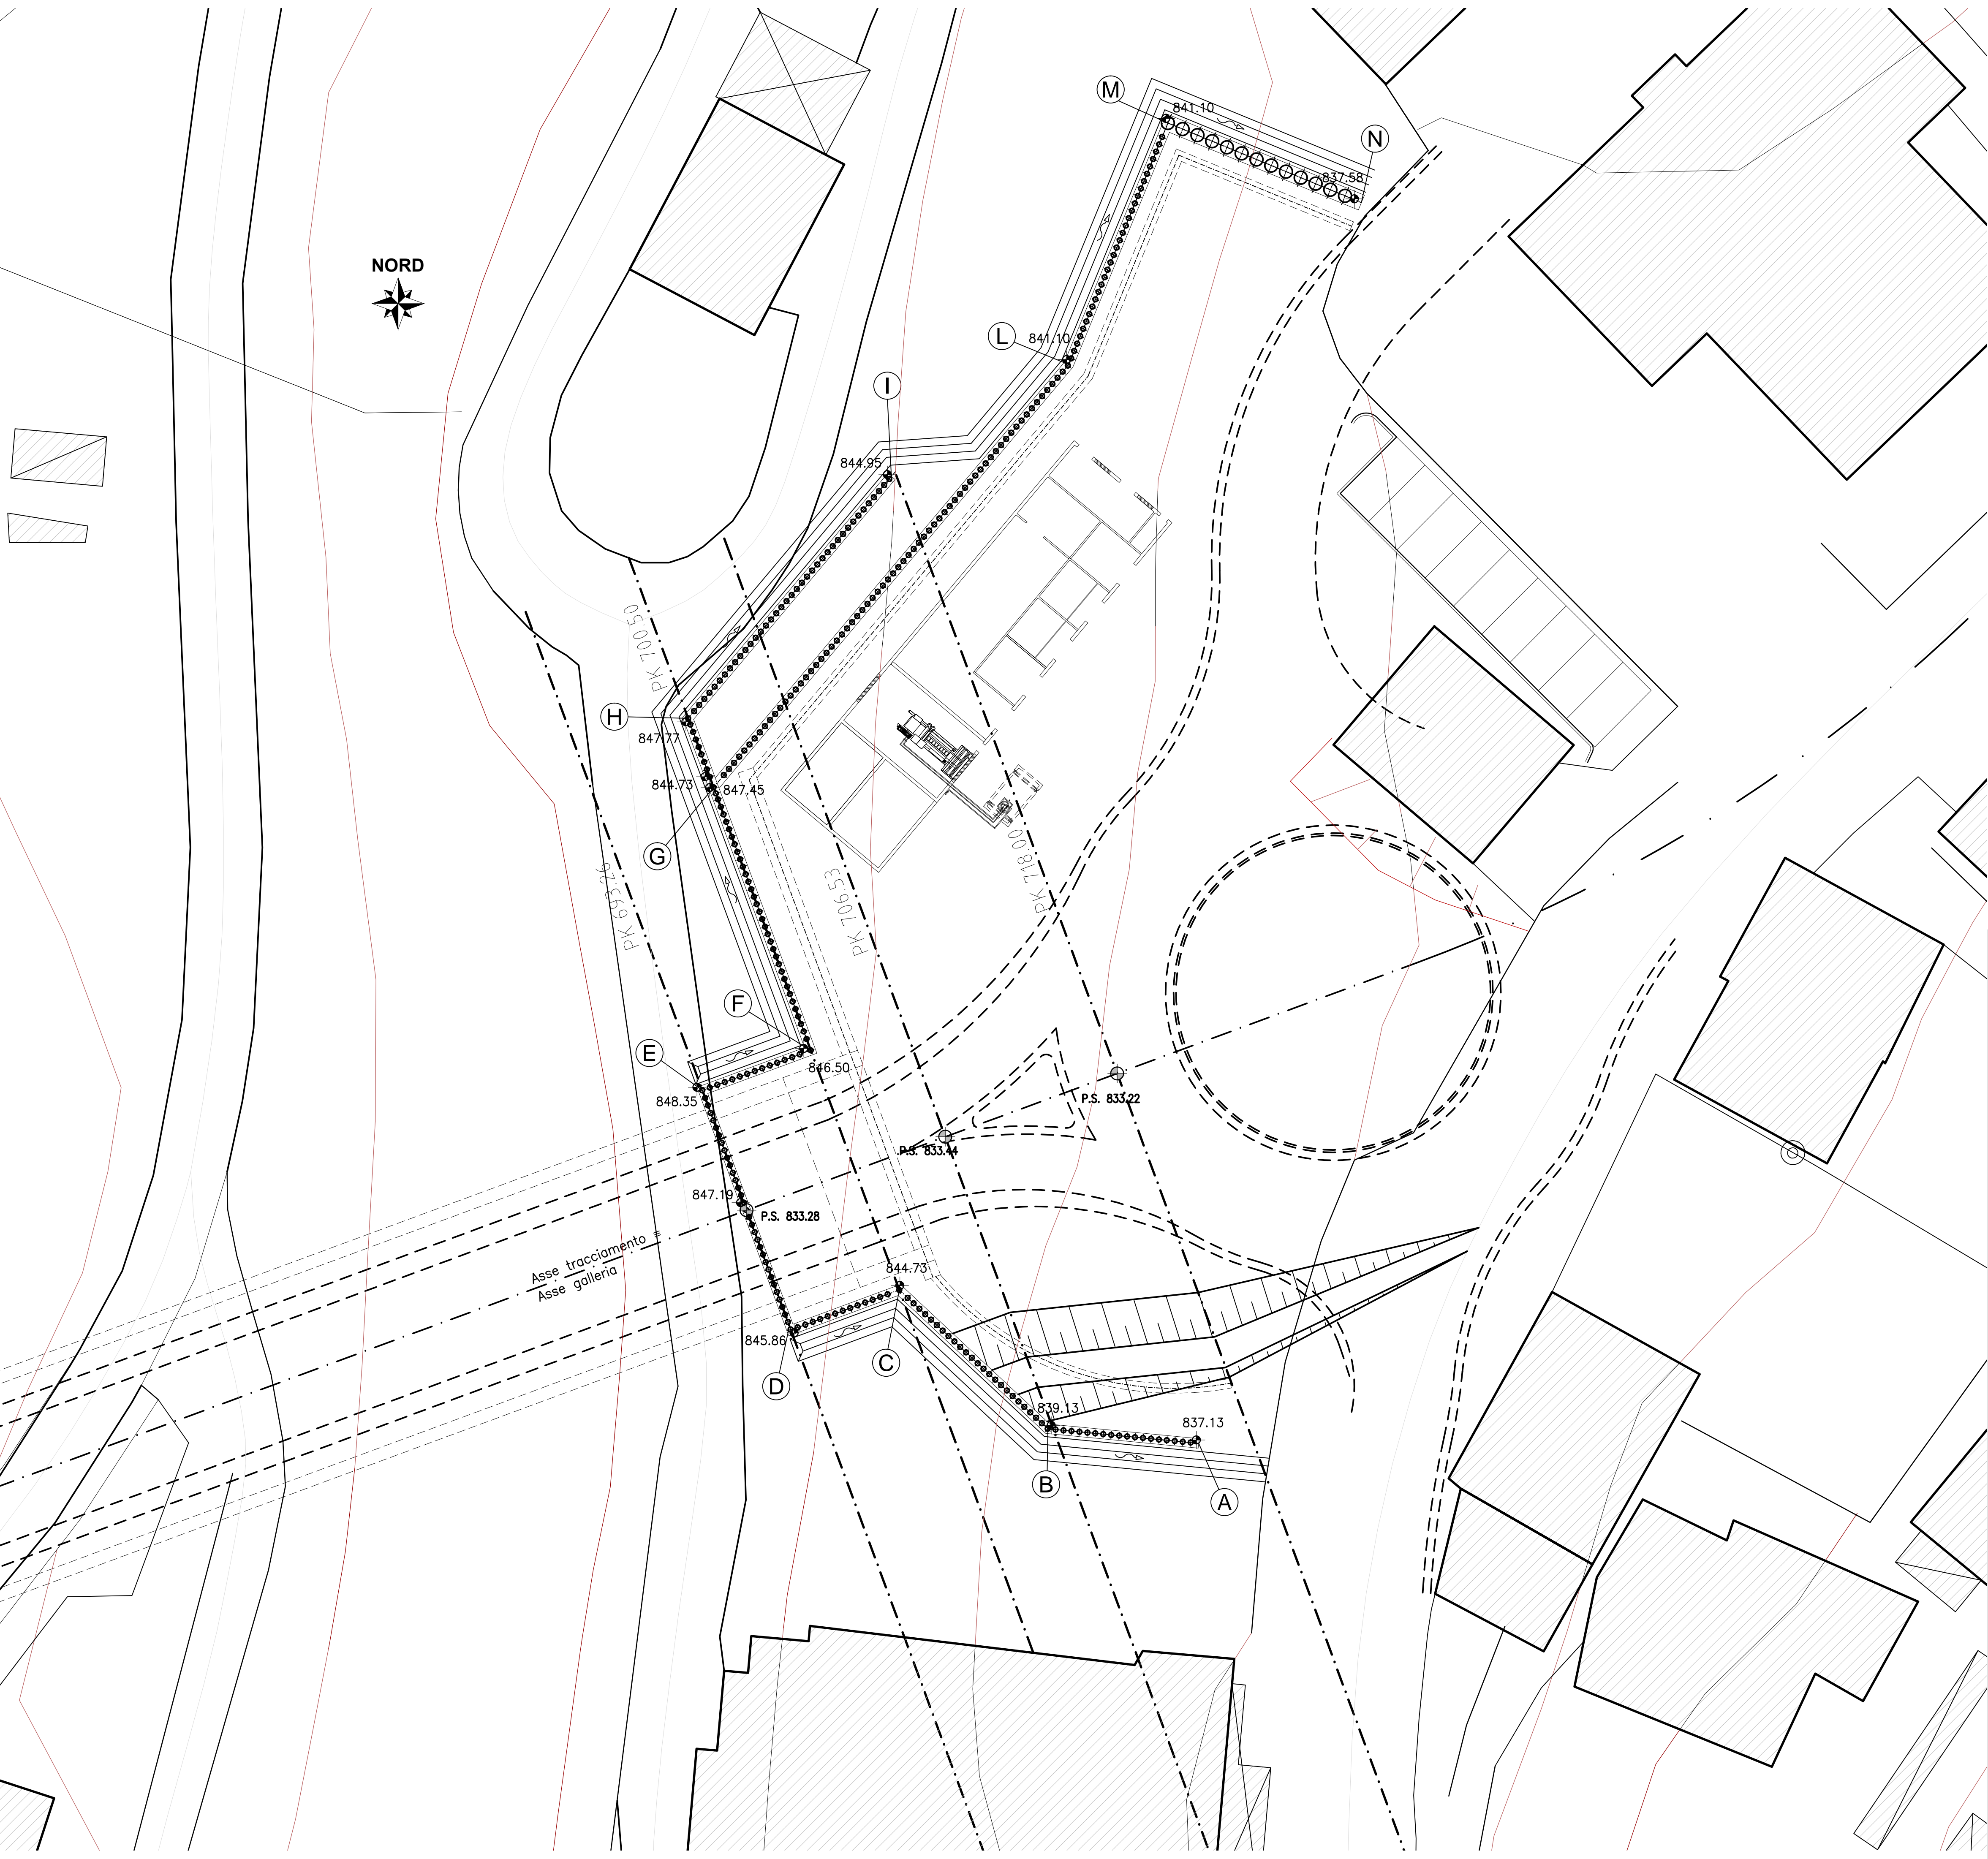 M
841.10
N
837.58
NORD
L
841.10
I
844.95
PK 700.50
H
847.77
844.73
847.45
G
PK 693.26
PK 706.53
PK 718.00
F
E
846.50
848.35
P.S. 833.22
P.S. 833.44
847.19
P.S. 833.28
Asse tracciamento ≡
Asse galleria
844.73
845.86
C
D
839.13
837.13
B
A